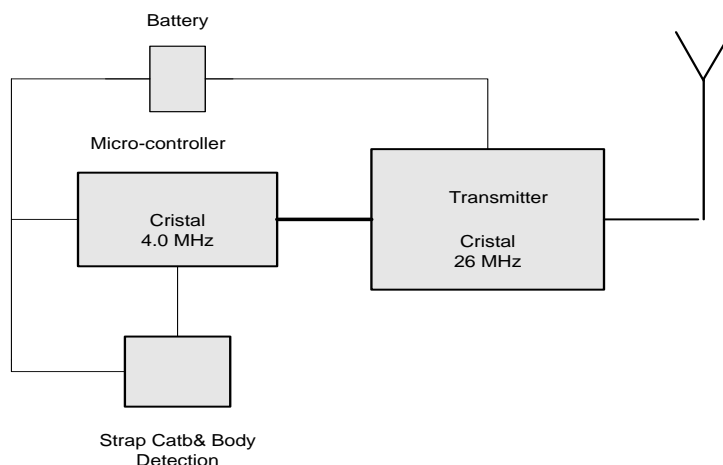 Battery
Micro-controller
Cristal
4.0 MHz
Transmitter
Cristal
26 MHz
Strap Catb& Body
Detection